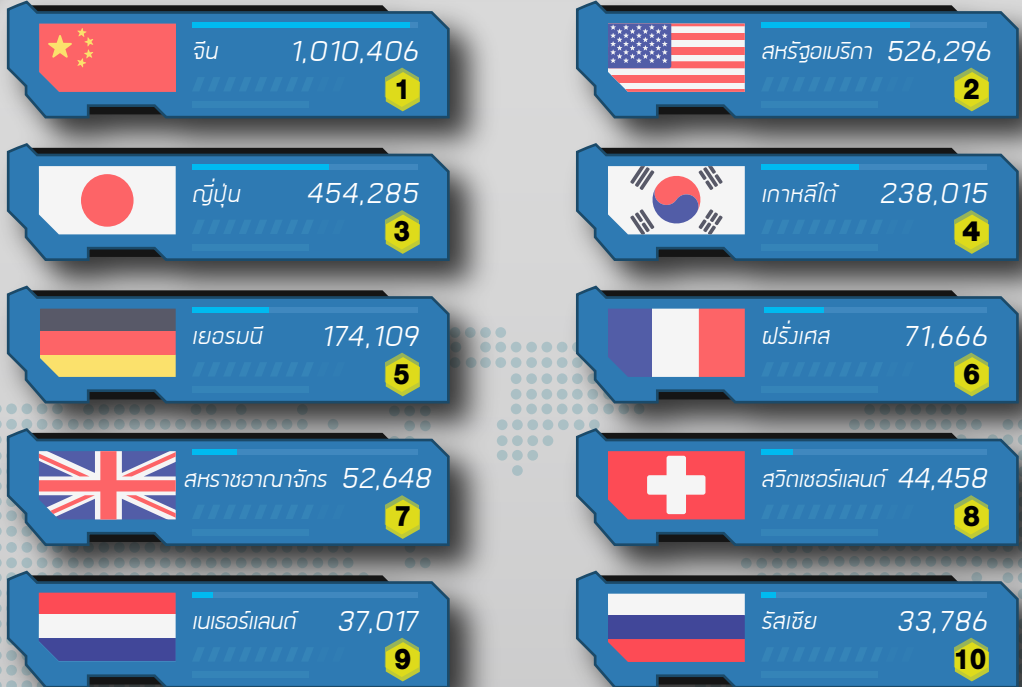 จีน 1,010,406
1
สหรัฐอเมริกา 526,296
2
ญี่ปุ่น 454,285
3
เกาหลีใต้ 238,015
4
เยอรมนี 174,109
5
ฝรั่งเศส 71,666
6
สหราชอาณาจักร 52,648
7
สวิตเซอร์แลนด์ 44,458
8
เนเธอร์แลนด์ 37,017
9
รัสเซีย 33,786
10